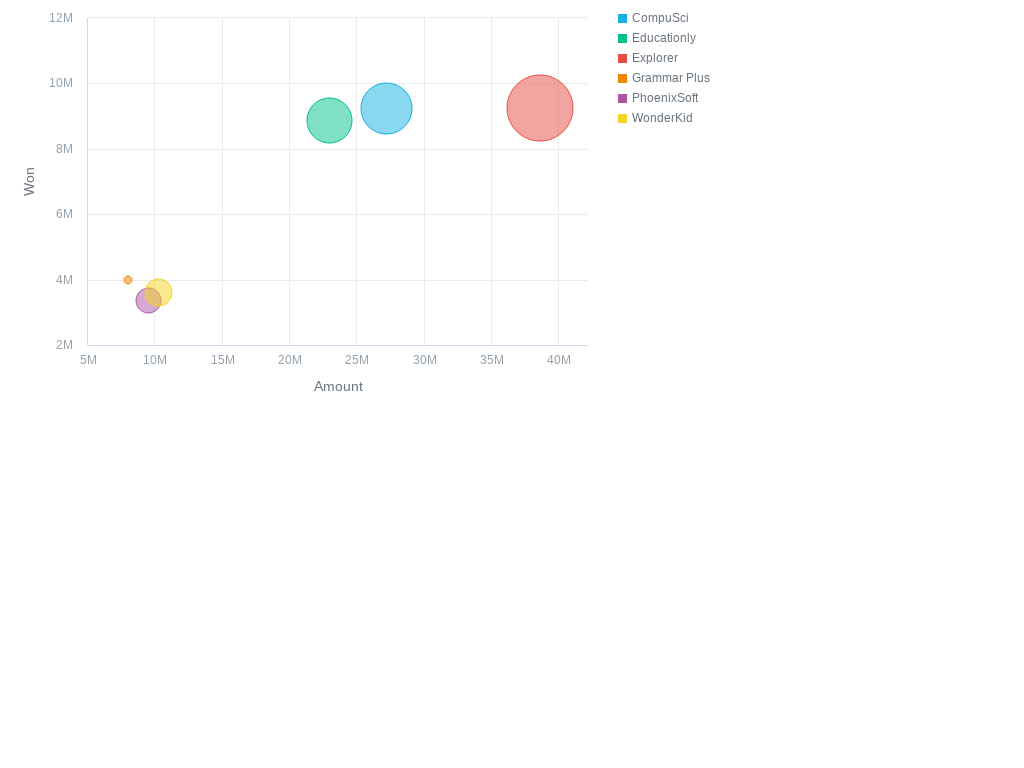 12M
10M
8M
6M
4M
2M
Won
5M 10M 15M 20M 25M 30M 35M 40M
Amount
CompuSci
Educationly
Explorer
Grammar Plus
PhoenixSoft
WonderKid